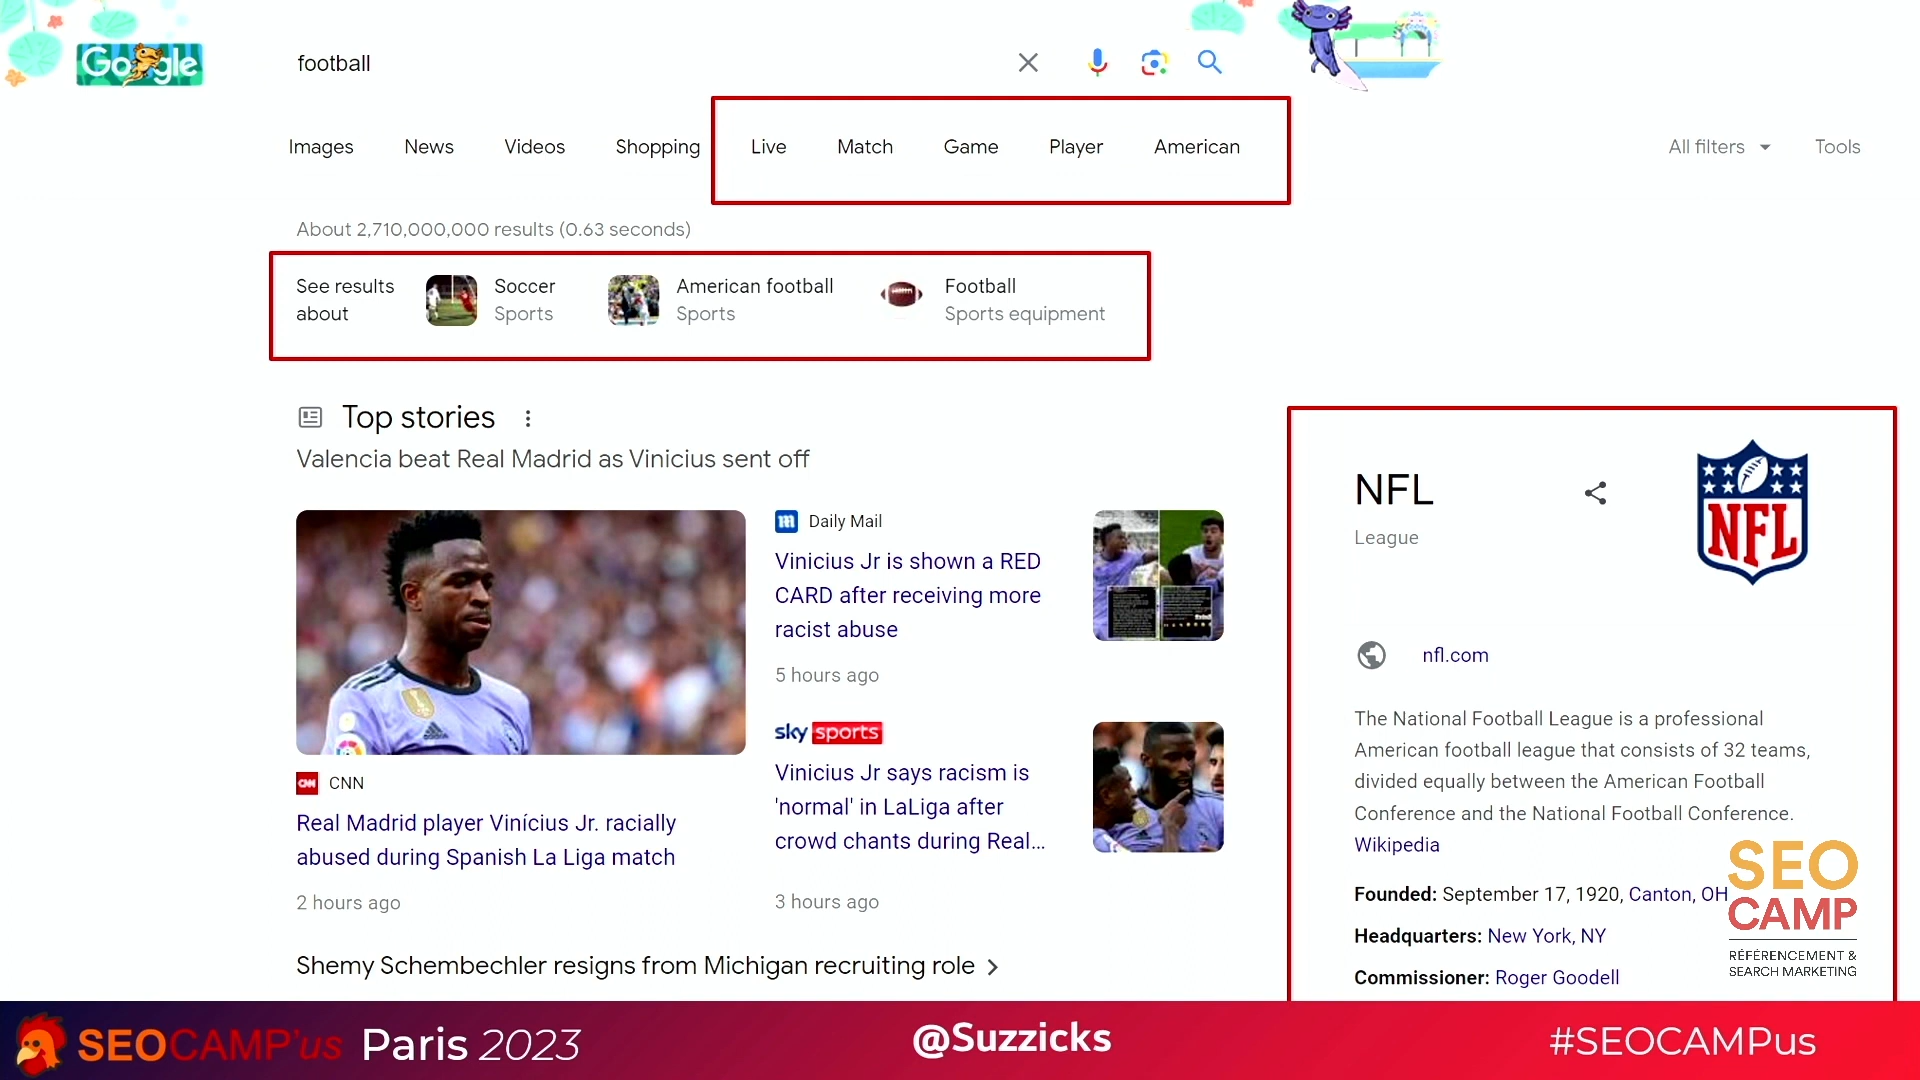 Google
football
Images News Videos Shopping Live Match Game Player American All filters Tools
About 2,710,000,000 results (0.63 seconds)
See results about
Soccer
Sports
American football
Sports
Football
Sports equipment
Top stories
Valencia beat Real Madrid as Vinicius sent off
CNN
Real Madrid player Vinícius Jr. racially
abused during Spanish La Liga match
2 hours ago
Daily Mail
Vinicius Jr is shown a RED
CARD after receiving more
racist abuse
5 hours ago
sky sports
Vinicius Jr says racism is
'normal' in LaLiga after
crowd chants during Real...
3 hours ago
Shemy Schembechler resigns from Michigan recruiting role
NFL
League
NFL
nfl.com
The National Football League is a professional
American football league that consists of 32 teams,
divided equally between the American Football
Conference and the National Football Conference.
Wikipedia
Founded: September 17, 1920, Canton, OH
Headquarters: New York, NY
Commissioner: Roger Goodell
SEO
CAMP
RÉFÉRENCEMENT &
SEARCH MARKETING
SEOCAMP'us Paris 2023
@Suzzicks
#SEOCAMPus